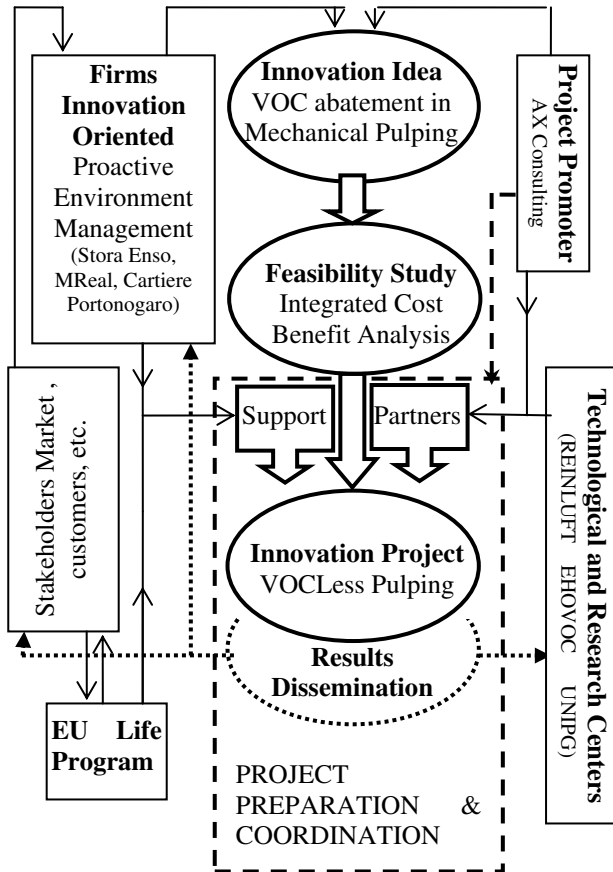 Firms
Innovation
Oriented
Proactive
Environment
Management
(Stora Enso,
MReal, Cartiere
Portonogaro)
Innovation Idea
VOC abatement in
Mechanical Pulping
Project Promoter
AX Consulting
Feasibility Study
Integrated Cost
Benefit Analysis
Stakeholders Market ,
customers, etc.
Support
Partners
Technological and Research Centers
(REINLUFT EHOVOC UNIPG)
Innovation Project
VOCLess Pulping
Results
Dissemination
EU Life
Program
PROJECT
PREPARATION &
COORDINATION